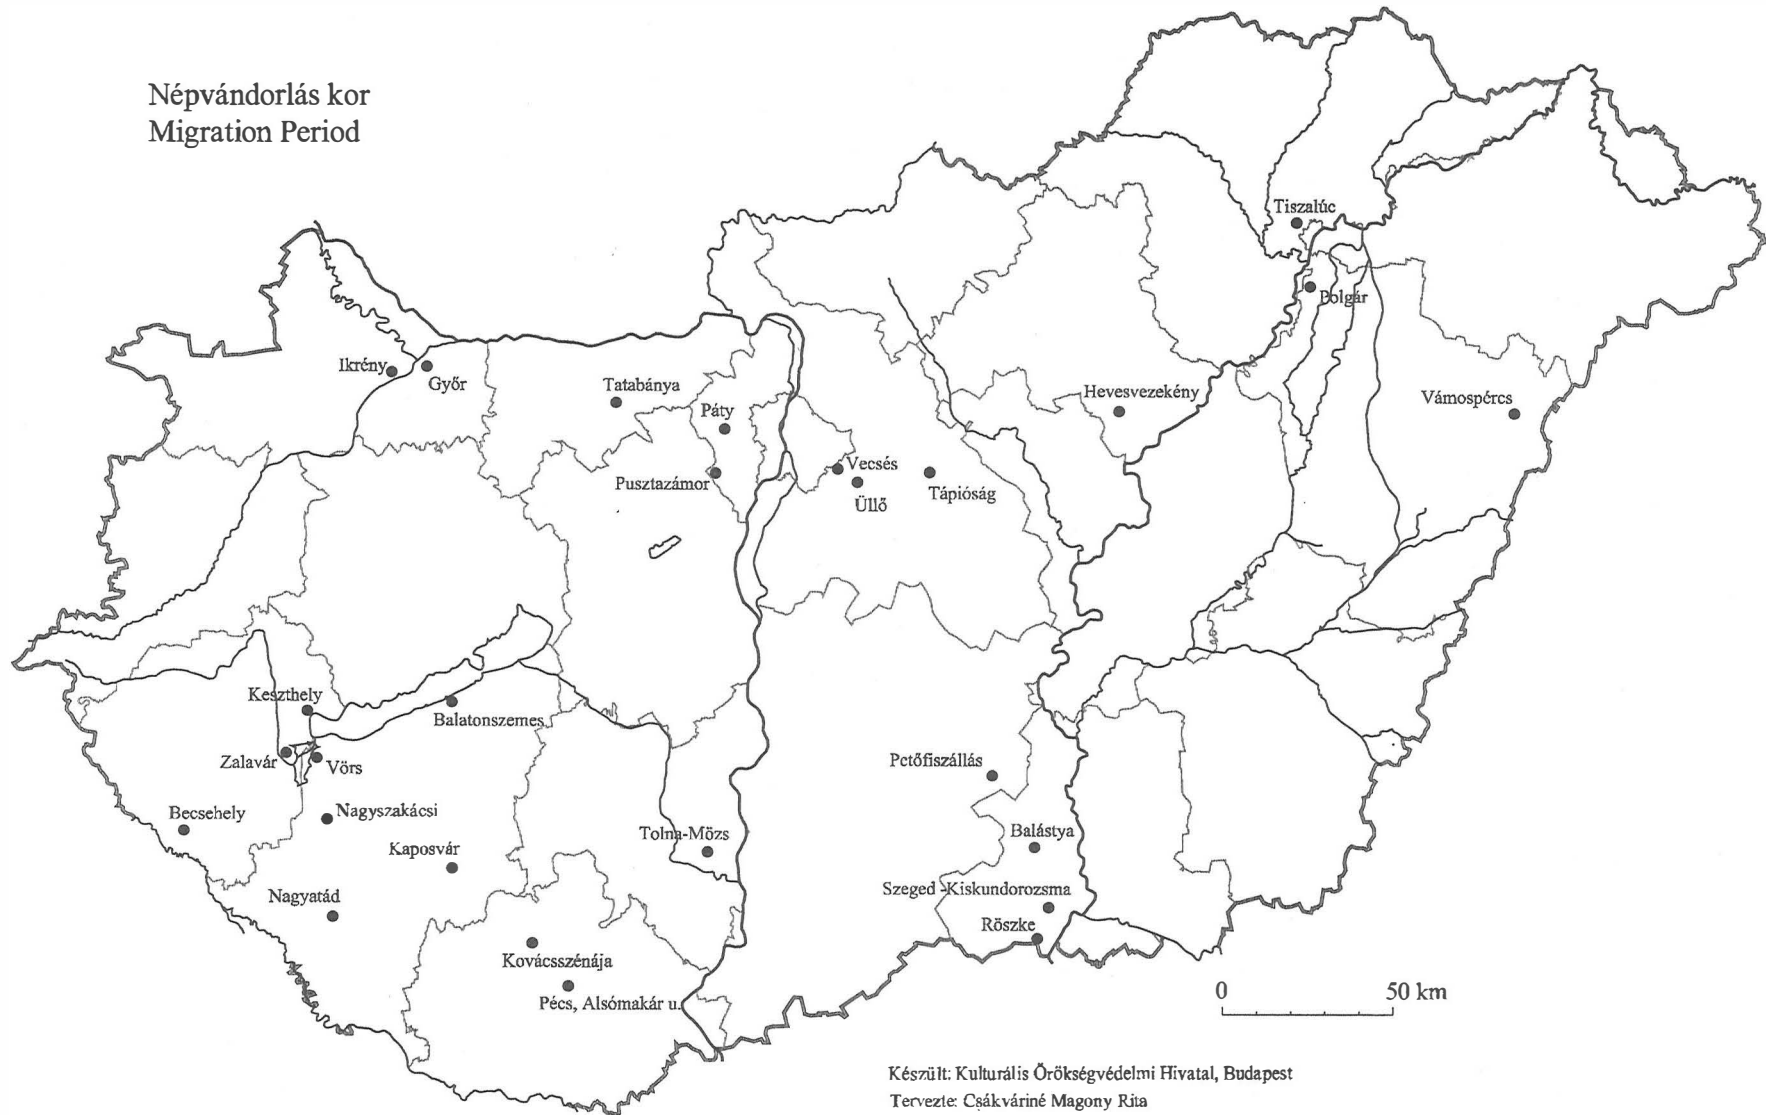 Népvándorlás kor
Migration Period
Tiszalúc
Polgár
Ikrény
Győr
Tatabánya
Páty
Hevesvezekény
Vámospércs
Pusztazámor
Vecsés
Üllő
Tápióság
Keszthely
Balatonszemes
Zalavár
Vörs
Petőfiszállás
Becsehely
Nagyszakácsi
Kaposvár
Tolna-Mözs
Balástya
Nagyatád
Szeged -Kiskundorozsma
Röszke
Kovácsszénája
Pécs, Alsómakár u.
0 50 km
Készült: Kulturális Örökségvédelmi Hivatal, Budapest
Tervezte: Csákváriné Magony Rita